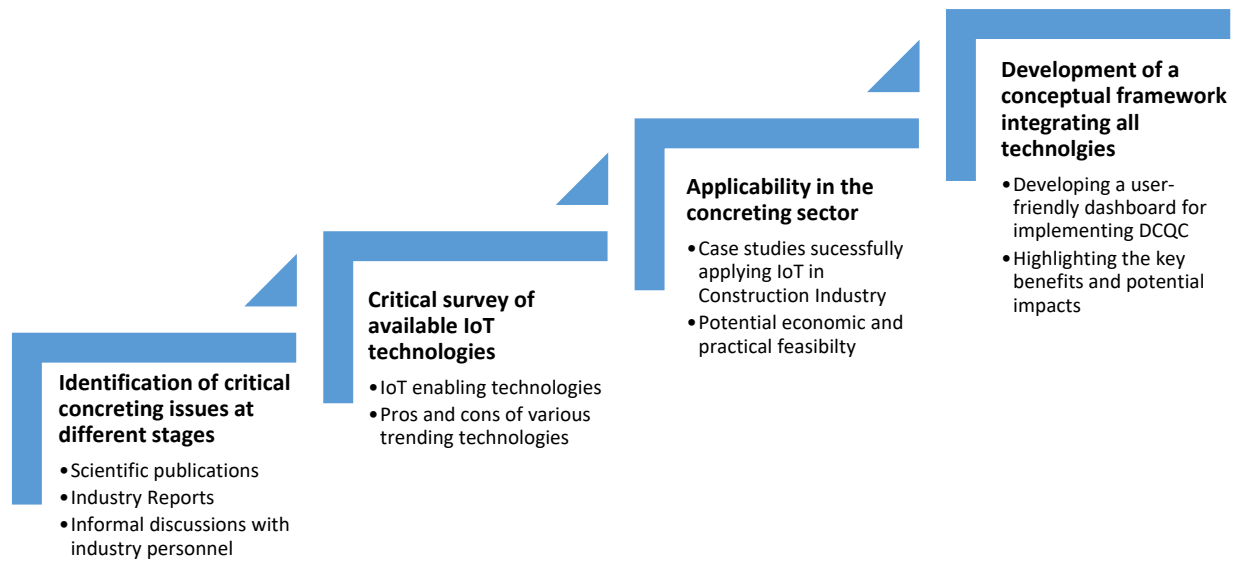 Identification of critical
concreting issues at
different stages
•Scientific publications
•Industry Reports
•Informal discussions with
industry personnel
Critical survey of
available IoT
technologies
•IoT enabling technologies
•Pros and cons of various
trending technologies
Applicability in the
concreting sector
•Case studies sucessfully
applying IoT in
Construction Industry
•Potential economic and
practical feasibilty
Development of a
conceptual framework
integrating all
technolgies
•Developing a user-
friendly dashboard for
implementing DCQC
•Highlighting the key
benefits and potential
impacts